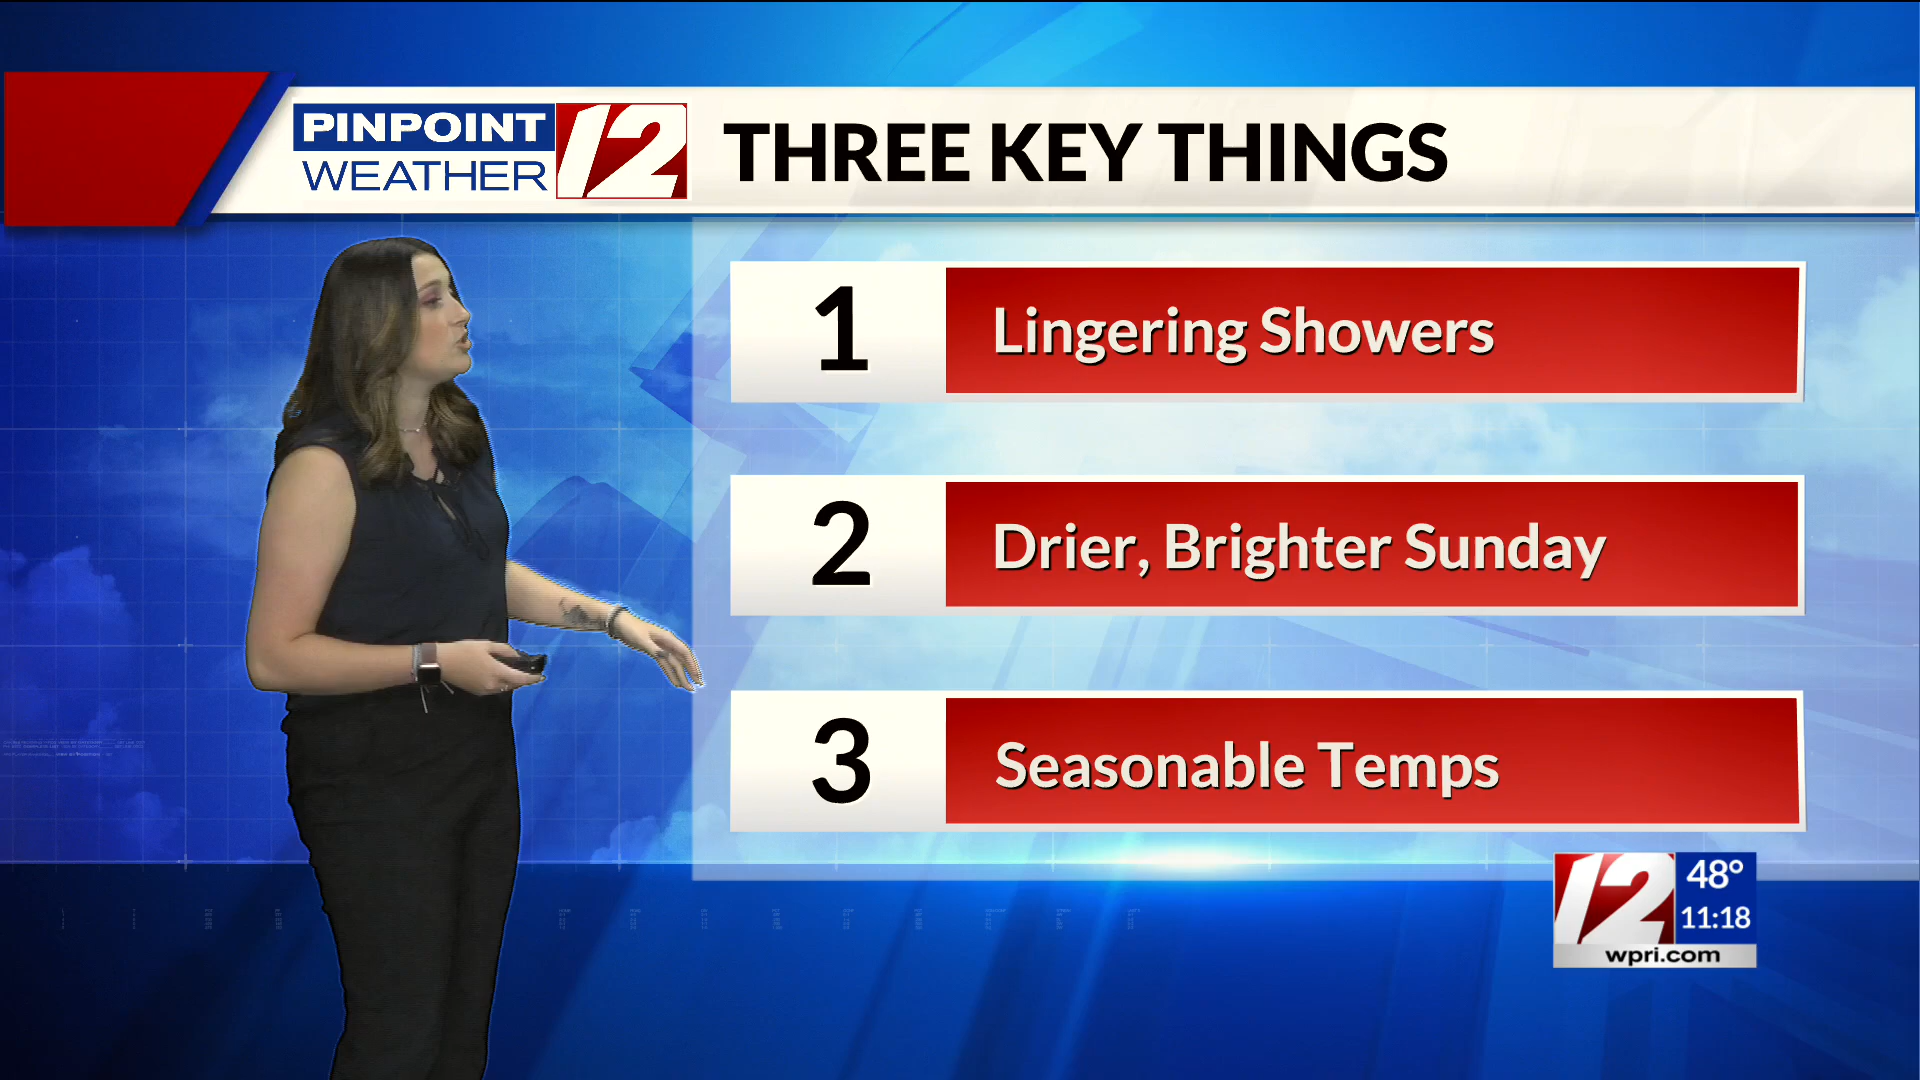 PINPOINT
WEATHER
12
THREE KEY THINGS
1
Lingering Showers
2
Drier, Brighter Sunday
3
Seasonable Temps
12
48°
11:18
wpri.com